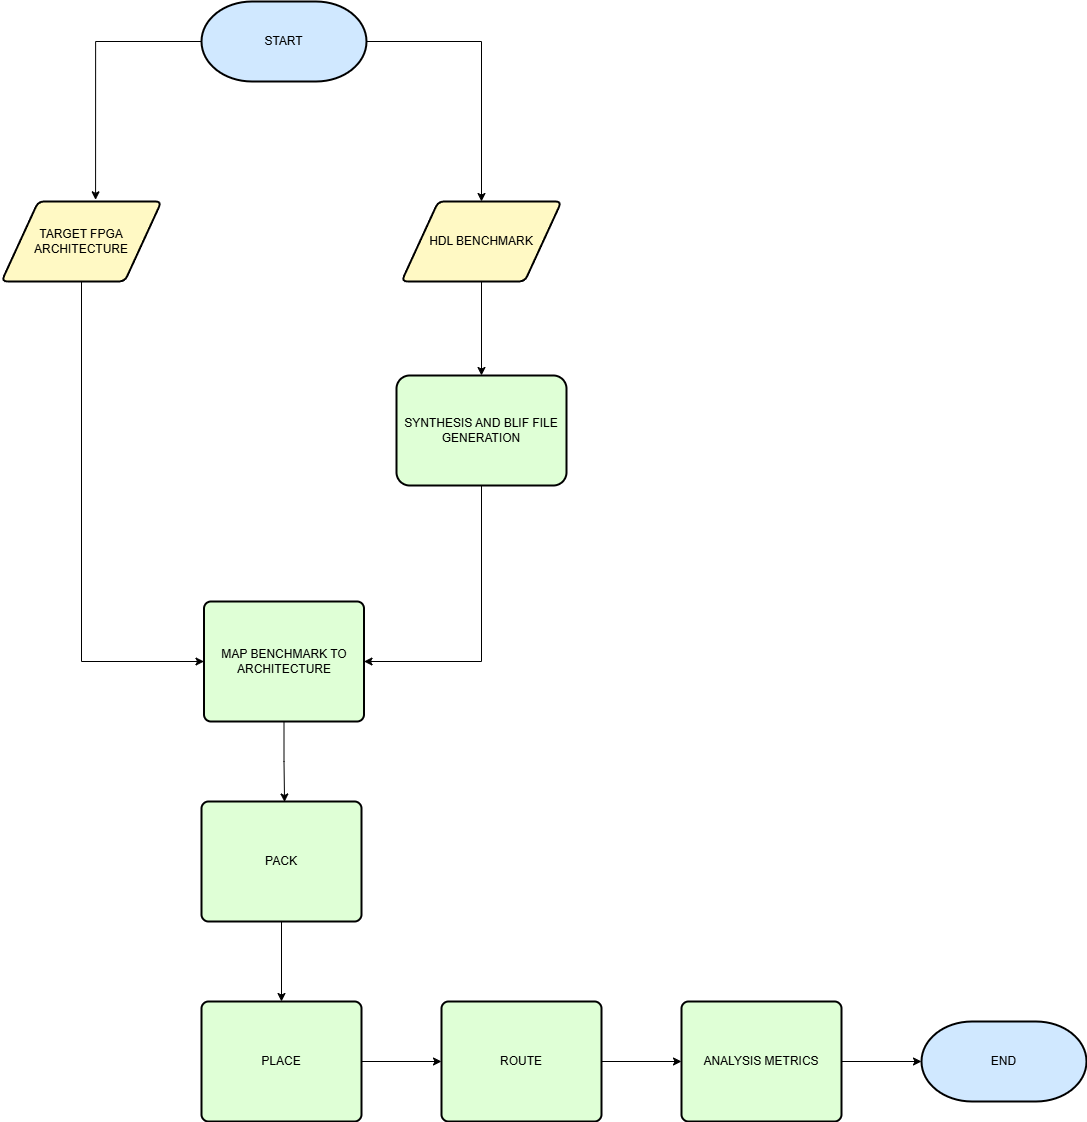 START
TARGET FPGA
ARCHITECTURE
HDL BENCHMARK
SYNTHESIS AND BLIF FILE
GENERATION
MAP BENCHMARK TO
ARCHITECTURE
PACK
PLACE
ROUTE
ANALYSIS METRICS
END